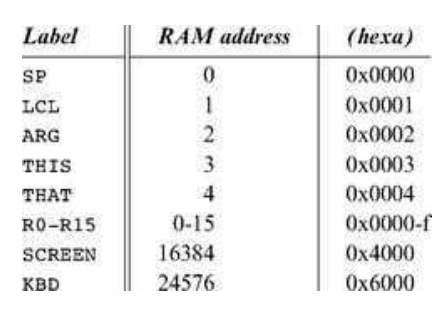 Label RAM address (hexa)
SP 0 0x0000
LCL 1 0x0001
ARG 2 0x0002
THIS 3 0x0003
THAT 4 0x0004
R0-R15 0-15 0x0000-f
SCREEN 16384 0x4000
KBD 24576 0x6000